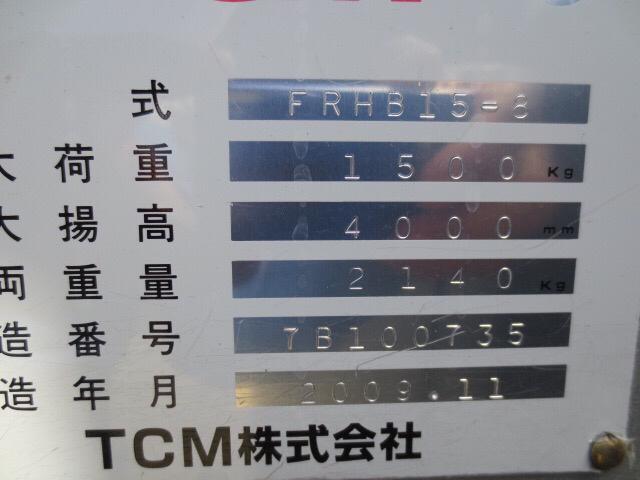 式 FRHB15-8
大 荷 重 1500 Kg
大 揚 高 4000 mm
両 重 量 2140 Kg
造 番 号 7B100735
造 年 月 2009.11
TCM株式会社